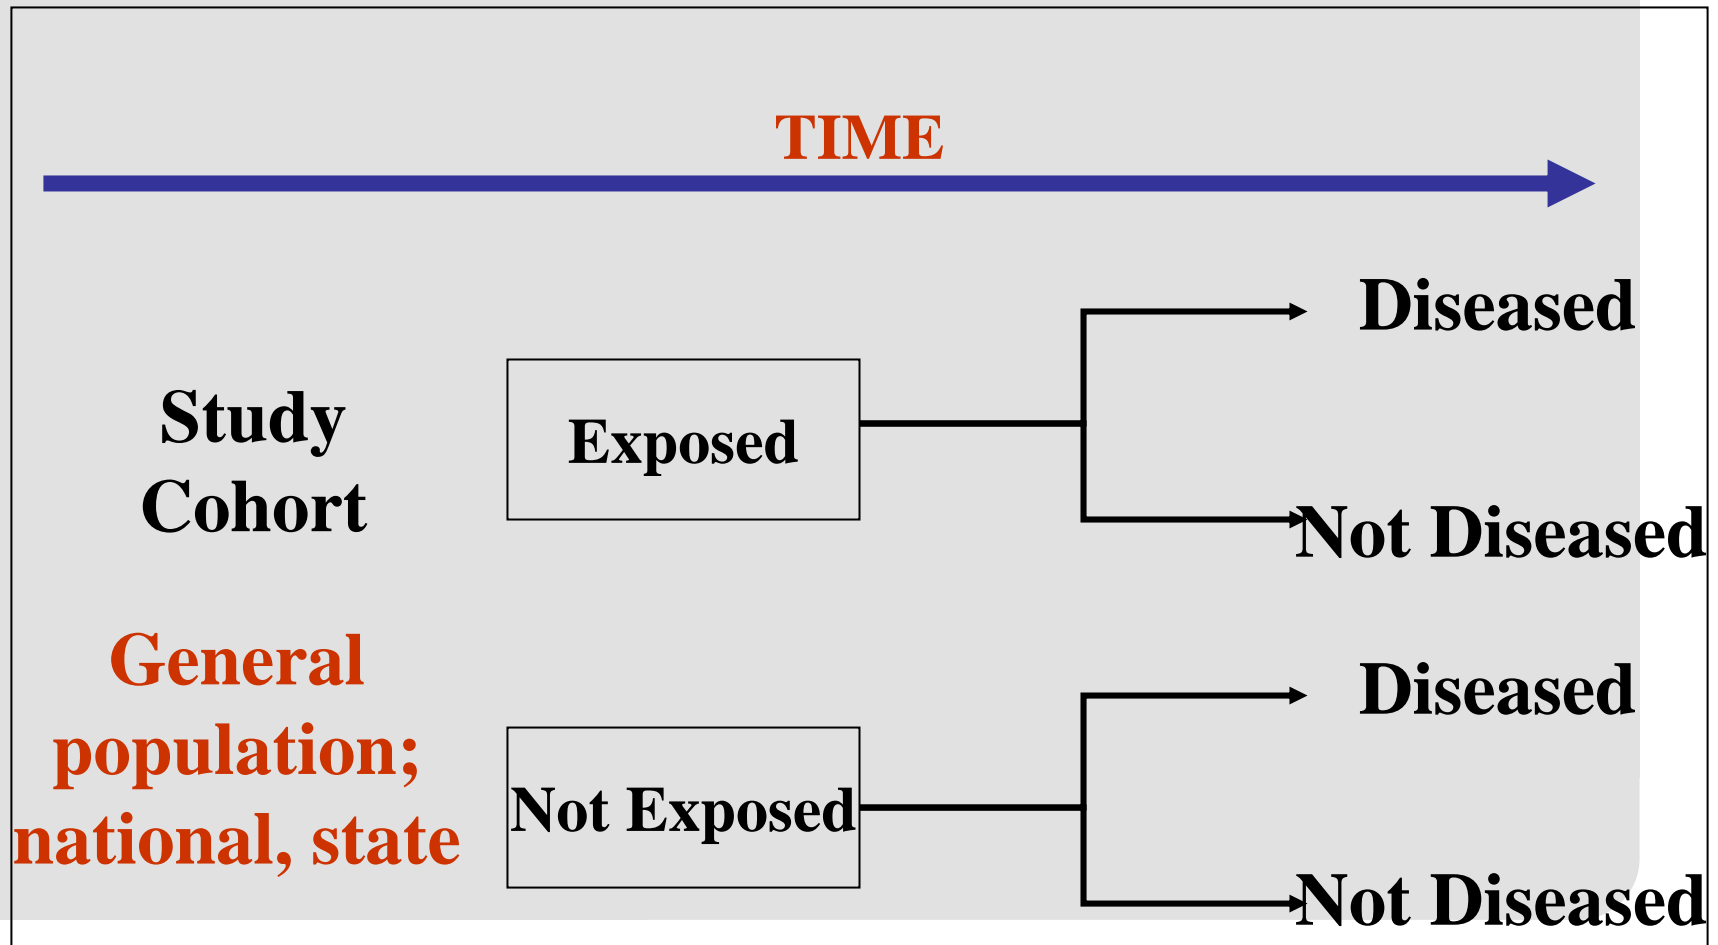 TIME
Diseased
Study
Cohort
Exposed
Not Diseased
General
population;
national, state
Diseased
Not Exposed
Not Diseased